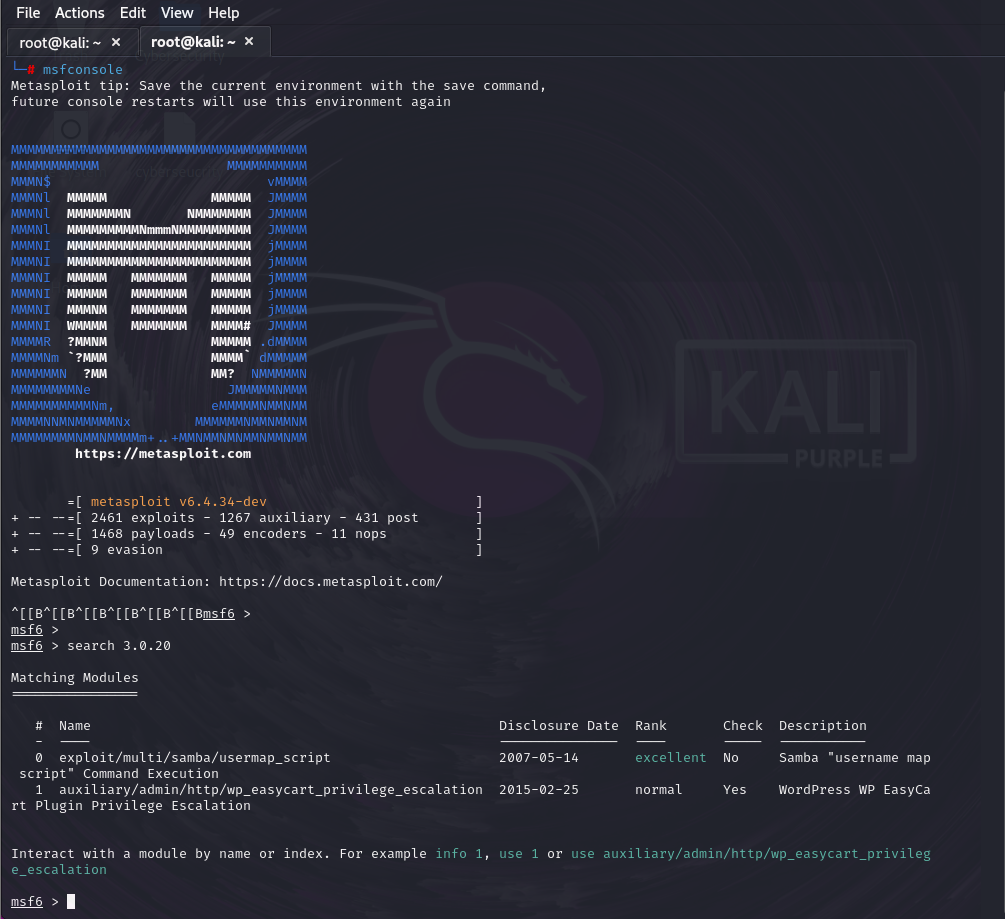 File Actions Edit View Help
root@kali: ~ × root@kali: ~ ×
└─# msfconsole
Metasploit tip: Save the current environment with the save command,
future console restarts will use this environment again
MMMMMMMMMMMMMMMMMMMMMMMMMMMMMMMMMMMMM
MMMMMMMMMMM                MMMMMMMMMM
MMMN$                           vMMMM
MMMNl  MMMMM             MMMMM  JMMMM
MMMNl  MMMMMMMN       NMMMMMMM  JMMMM
MMMNl  MMMMMMMMMNmmmNMMMMMMMMM  JMMMM
MMMNI  MMMMMMMMMMMMMMMMMMMMMMM  jMMMM
MMMNI  MMMMMMMMMMMMMMMMMMMMMMM  jMMMM
MMMNI  MMMMM   MMMMMMM   MMMMM  jMMMM
MMMNI  MMMMM   MMMMMMM   MMMMM  jMMMM
MMMNI  MMMNM   MMMMMMM   MMMMM  jMMMM
MMMNI  WMMMM   MMMMMMM   MMMM#  JMMMM
MMMMR  ?MMNM             MMMMM .dMMMM
MMMMNm `?MMM             MMMM` dMMMMM
MMMMMMN  ?MM             MM?  NMMMMMN
MMMMMMMMNe                 JMMMMMNMMM
MMMMMMMMMMNm,            eMMMMMNMMNMM
MMMMNNMNMMMMMNx        MMMMMMNMMNMMNM
MMMMMMMMNMMNMMMMm+..+MMNMMNMNMMNMMNMM
https://metasploit.com
=[ metasploit v6.4.34-dev ]
+ -- --=[ 2461 exploits - 1267 auxiliary - 431 post ]
+ -- --=[ 1468 payloads - 49 encoders - 11 nops ]
+ -- --=[ 9 evasion ]
Metasploit Documentation: https://docs.metasploit.com/
^[[B^[[B^[[B^[[B^[[B^[[Bmsf6 >
msf6 >
msf6 > search 3.0.20
Matching Modules
================
# Name Disclosure Date Rank Check Description
- ---- --------------- ---- ----- -----------
0 exploit/multi/samba/usermap_script 2007-05-14 excellent No Samba "username map
script" Command Execution
1 auxiliary/admin/http/wp_easycart_privilege_escalation 2015-02-25 normal Yes WordPress WP EasyCa
rt Plugin Privilege Escalation
Interact with a module by name or index. For example info 1, use 1 or use auxiliary/admin/http/wp_easycart_privileg
e_escalation
msf6 >
KALI
PURPLE